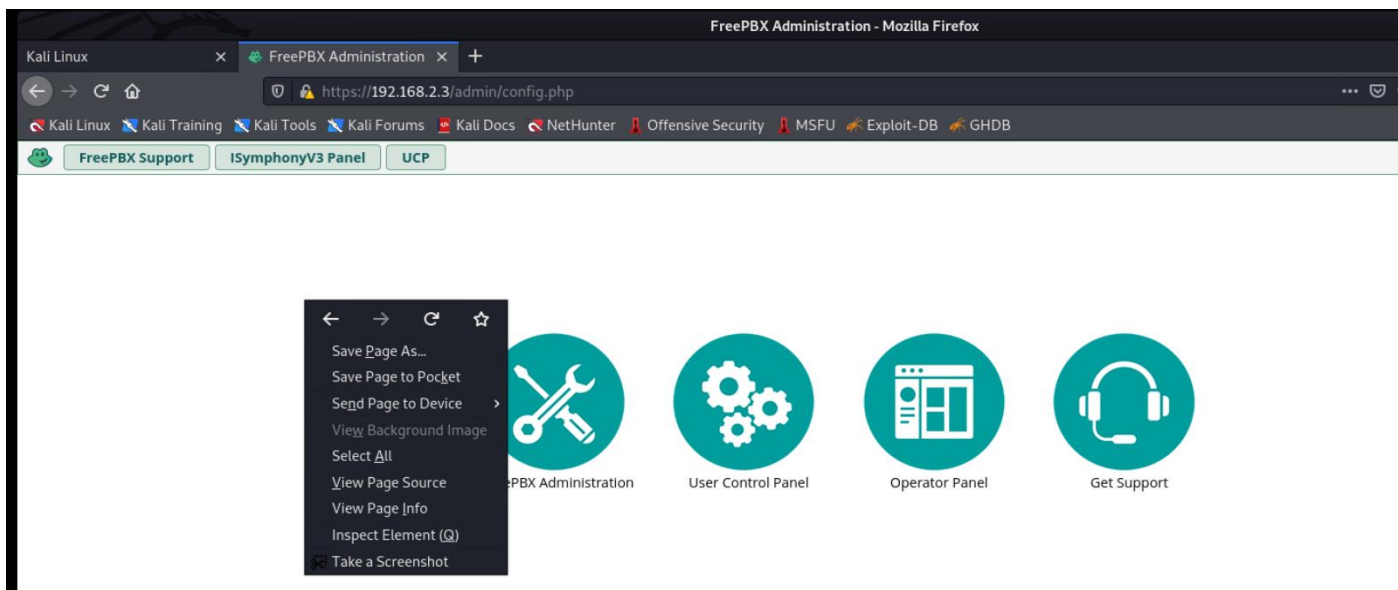 FreePBX Administration - Mozilla Firefox
Kali Linux FreePBX Administration
https://192.168.2.3/admin/config.php
Kali Linux Kali Training Kali Tools Kali Forums Kali Docs NetHunter Offensive Security MSFU Exploit-DB GHDB
FreePBX Support ISymphonyV3 Panel UCP
Save Page As...
Save Page to Pocket
Send Page to Device
View Background Image
Select All
View Page Source
View Page Info
Inspect Element (Q)
Take a Screenshot
ePBX Administration User Control Panel Operator Panel Get Support